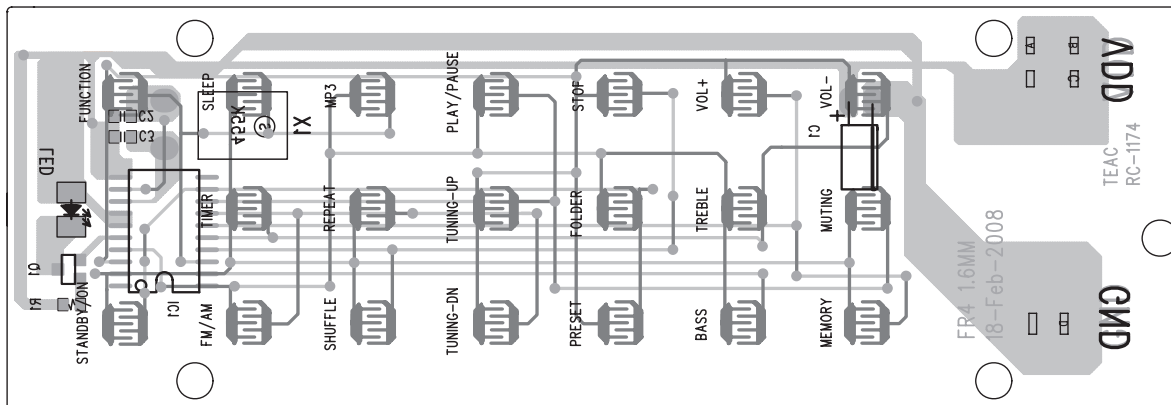 FUNCTION
SLEEP
MP3
PLAY/PAUSE
STOP
VOL+
VOL-
VDD
A
B
C2
C3
455K
X1
+
C1
TEAC
RC-1174
LED
TIMER
REPEAT
TUNING-UP
FOLDER
TREBLE
MUTING
Q1
R1
IC1
STANDBY/ON
FM/AM
SHUFFLE
TUNING-DN
PRESET
BASS
MEMORY
FR4 1.6MM
18-Feb-2008
GND